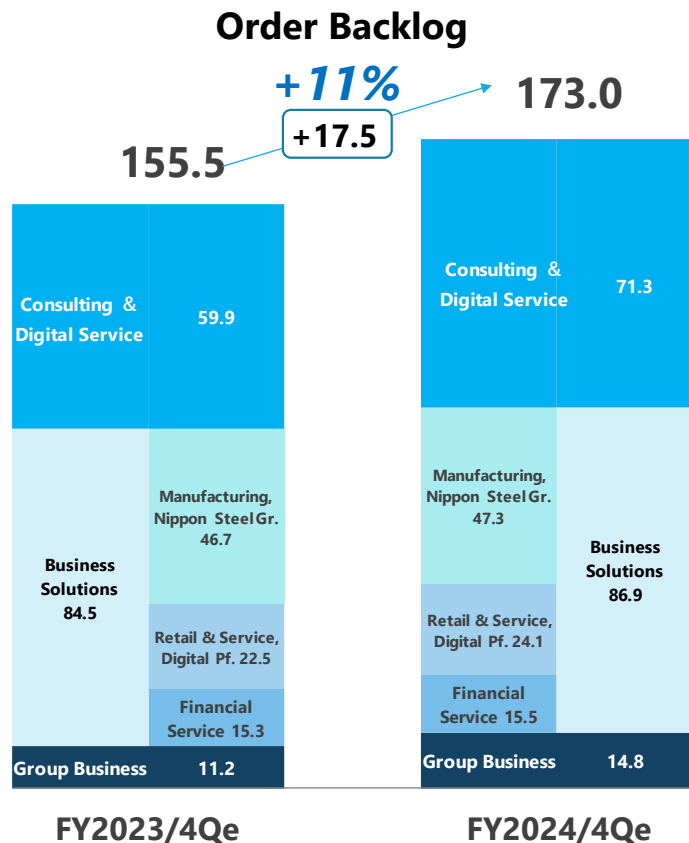 Order Backlog
+11%
+17.5
155.5
173.0
Consulting &
Digital Service
59.9
Business
Solutions
84.5
Manufacturing,
Nippon Steel Gr.
46.7
Retail & Service,
Digital Pf. 22.5
Financial
Service 15.3
Group Business
11.2
FY2023/4Qe
Consulting &
Digital Service
71.3
Manufacturing,
Nippon Steel Gr.
47.3
Retail & Service,
Digital Pf. 24.1
Financial
Service 15.5
Business
Solutions
86.9
Group Business
14.8
FY2024/4Qe